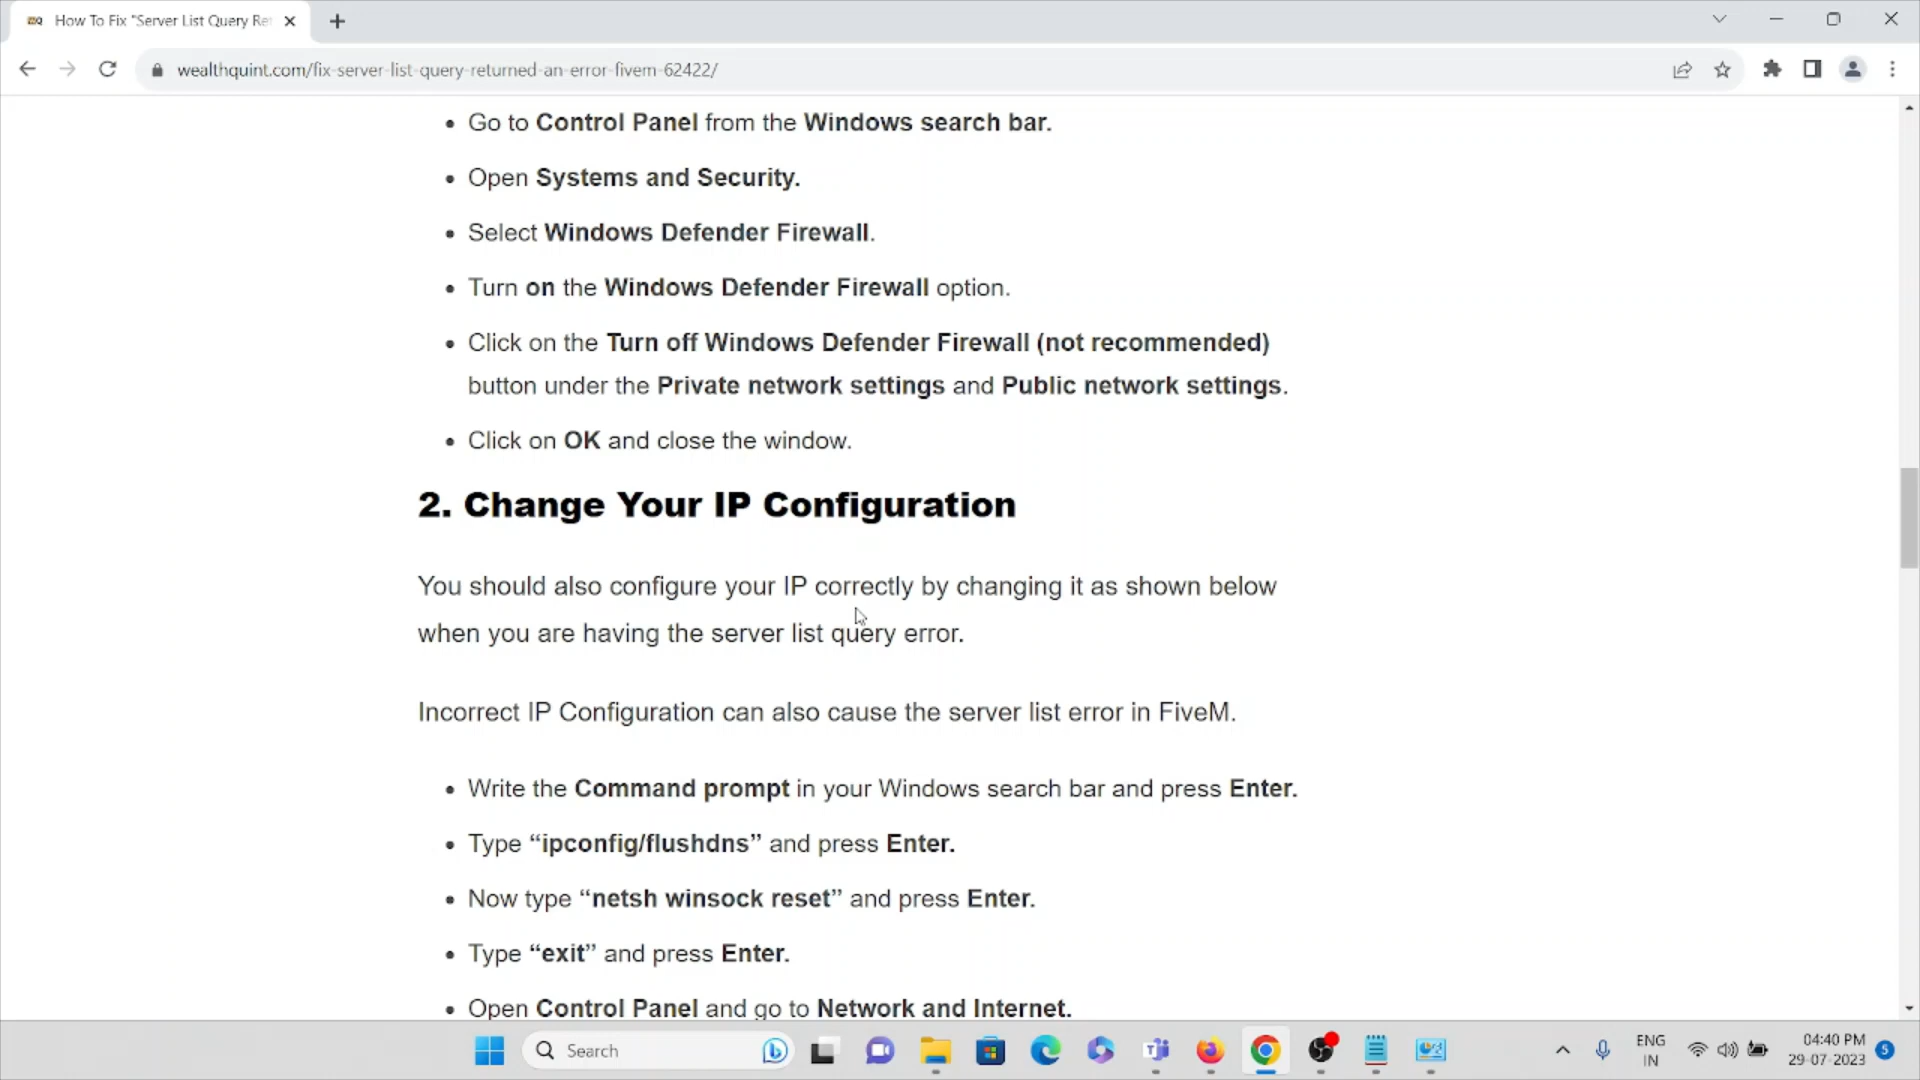 How To Fix "Server List Query Ret
wealthquint.com/fix-server-list-query-returned-an-error-fivem-62422/
• Go to Control Panel from the Windows search bar.
• Open Systems and Security.
• Select Windows Defender Firewall.
• Turn on the Windows Defender Firewall option.
• Click on the Turn off Windows Defender Firewall (not recommended)
button under the Private network settings and Public network settings.
• Click on OK and close the window.
2. Change Your IP Configuration
You should also configure your IP correctly by changing it as shown below
when you are having the server list query error.
Incorrect IP Configuration can also cause the server list error in FiveM.
• Write the Command prompt in your Windows search bar and press Enter.
• Type “ipconfig/flushdns” and press Enter.
• Now type “netsh winsock reset” and press Enter.
• Type “exit” and press Enter.
• Open Control Panel and go to Network and Internet.
Search
ENG
IN
04:40 PM
29-07-2023
5